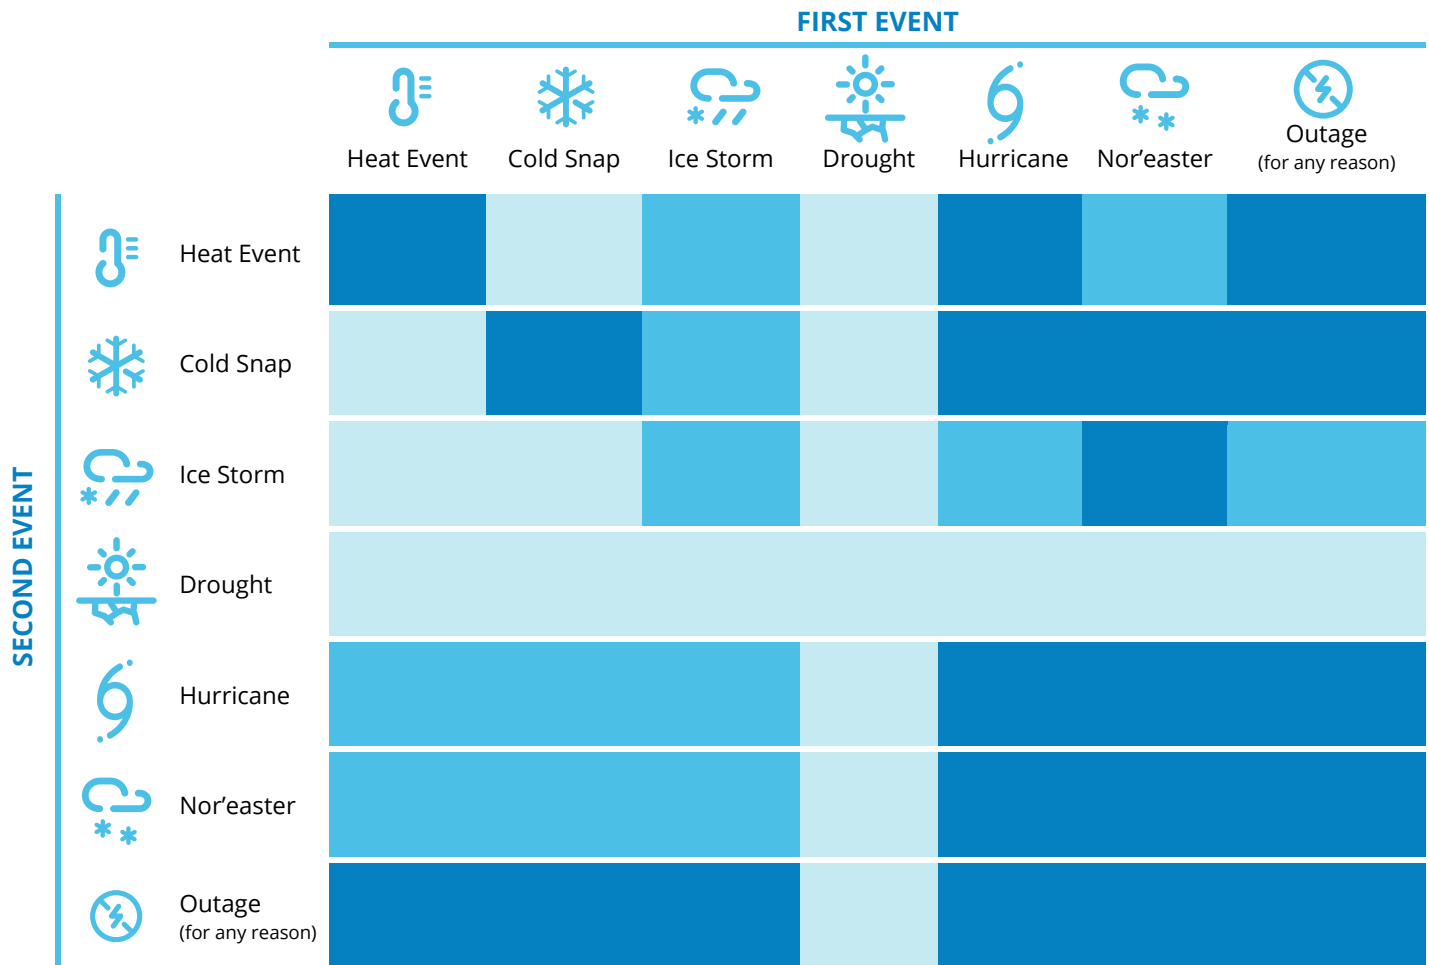 FIRST EVENT
Heat Event
Cold Snap
Ice Storm
Drought
Hurricane
Nor’easter
Outage
(for any reason)
SECOND EVENT
Heat Event
Cold Snap
Ice Storm
Drought
Hurricane
Nor’easter
Outage
(for any reason)